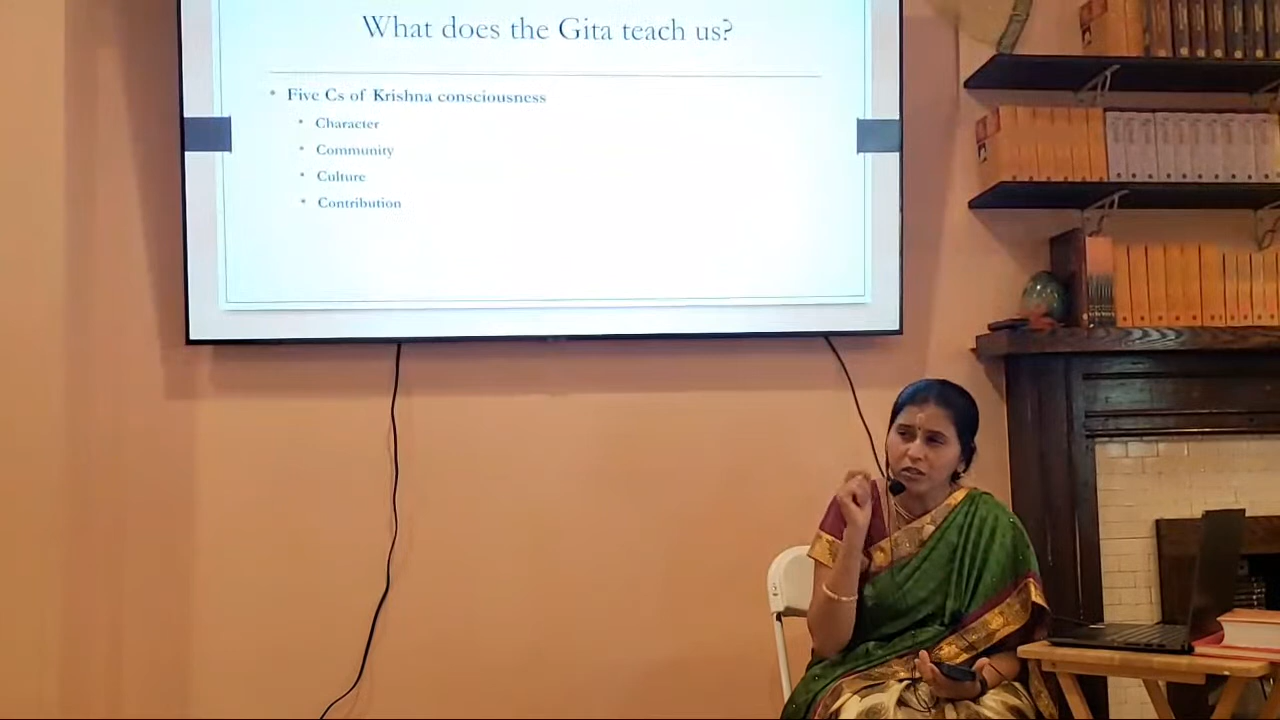 What does the Gita teach us?
Five Cs of Krishna consciousness
Character
Community
Culture
Contribution